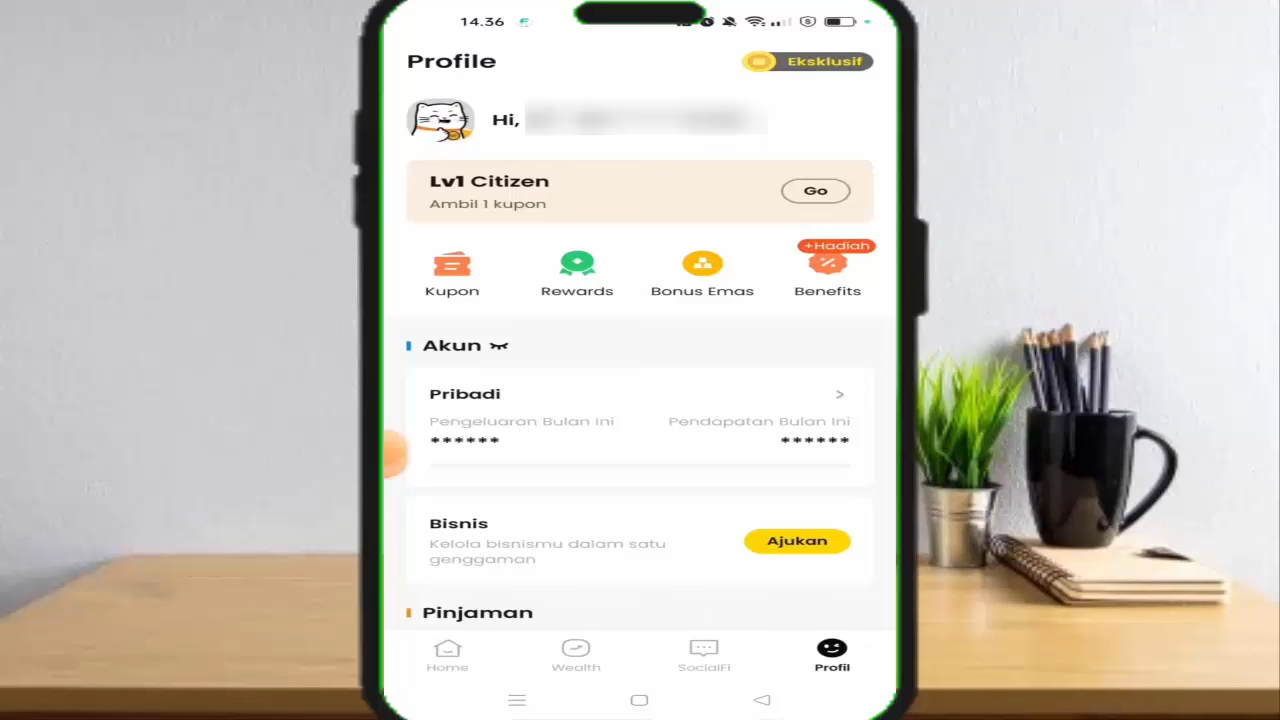 14.36
Profile
Eksklusif
Hi,
Lv1 Citizen
Ambil 1 kupon
Go
+Hadiah
Kupon
Rewards
Bonus Emas
Benefits
Akun
Pribadi
>
Pengeluaran Bulan Ini
Pendapatan Bulan Ini
******
******
Bisnis
Kelola bisnismu dalam satu
genggaman
Ajukan
Pinjaman
Home
Wealth
SocialFi
Profil